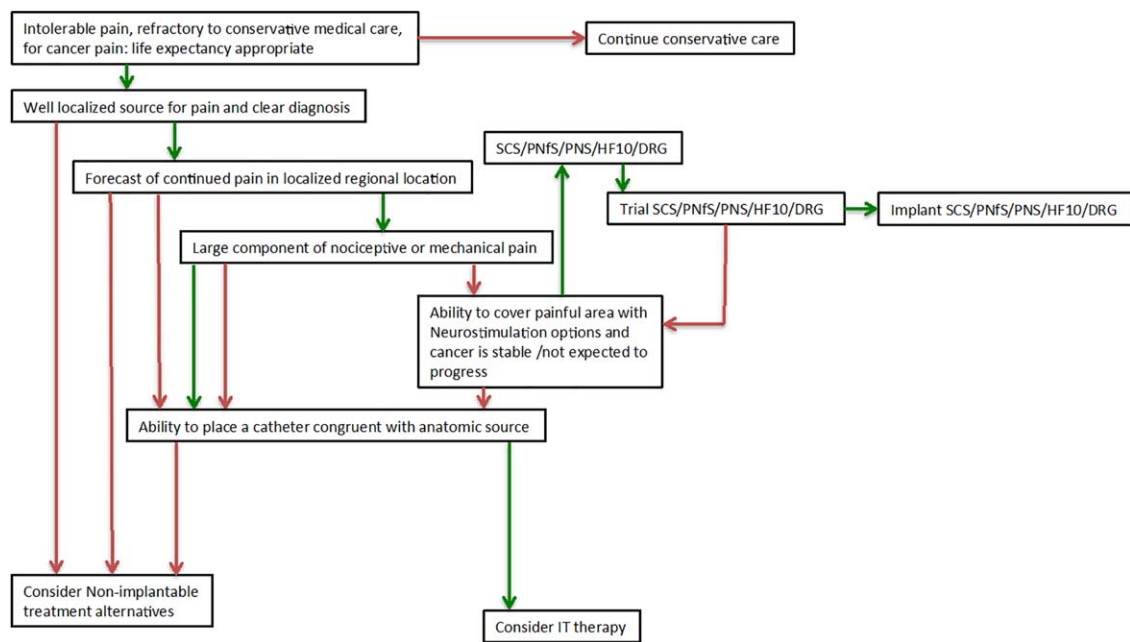 Intolerable pain, refractory to conservative medical care,
for cancer pain: life expectancy appropriate
Continue conservative care
Well localized source for pain and clear diagnosis
SCS/PNfS/PNS/HF10/DRG
Forecast of continued pain in localized regional location
Trial SCS/PNfS/PNS/HF10/DRG
Implant SCS/PNfS/PNS/HF10/DRG
Large component of nociceptive or mechanical pain
Ability to cover painful area with
Neurostimulation options and
cancer is stable /not expected to
progress
Ability to place a catheter congruent with anatomic source
Consider Non-implantable
treatment alternatives
Consider IT therapy